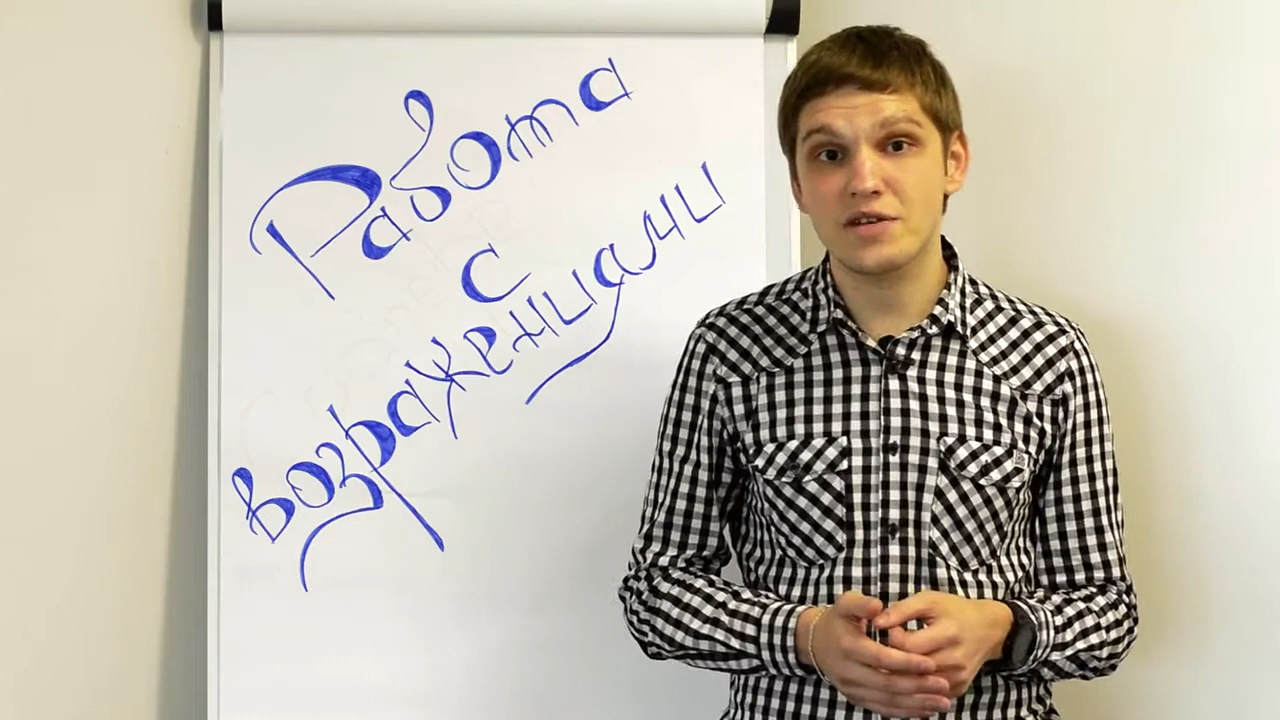 Работа
с
возражениями